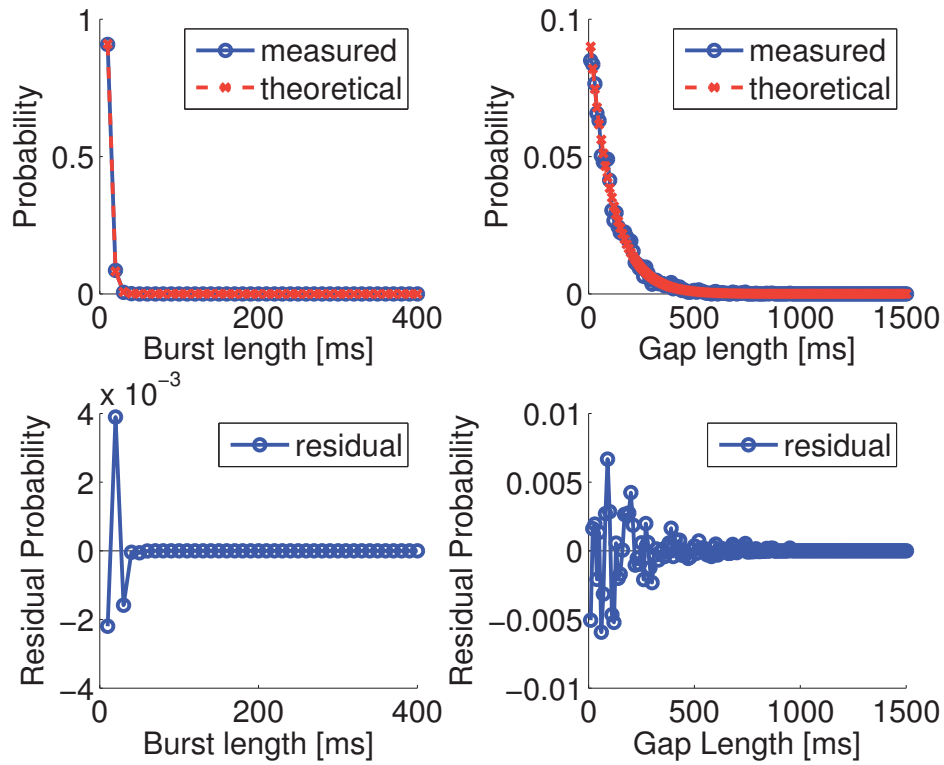 1
0.5
0
Probability
measured
theoretical
0
200
400
Burst length [ms]
0.1
0.05
0
Probability
measured
theoretical
0
500
1000
1500
Gap length [ms]
x 10−3
4
2
0
−2
−4
Residual Probability
residual
0
200
400
Burst length [ms]
0.01
0.005
0
−0.005
−0.01
Residual Probability
residual
0
500
1000
1500
Gap Length [ms]